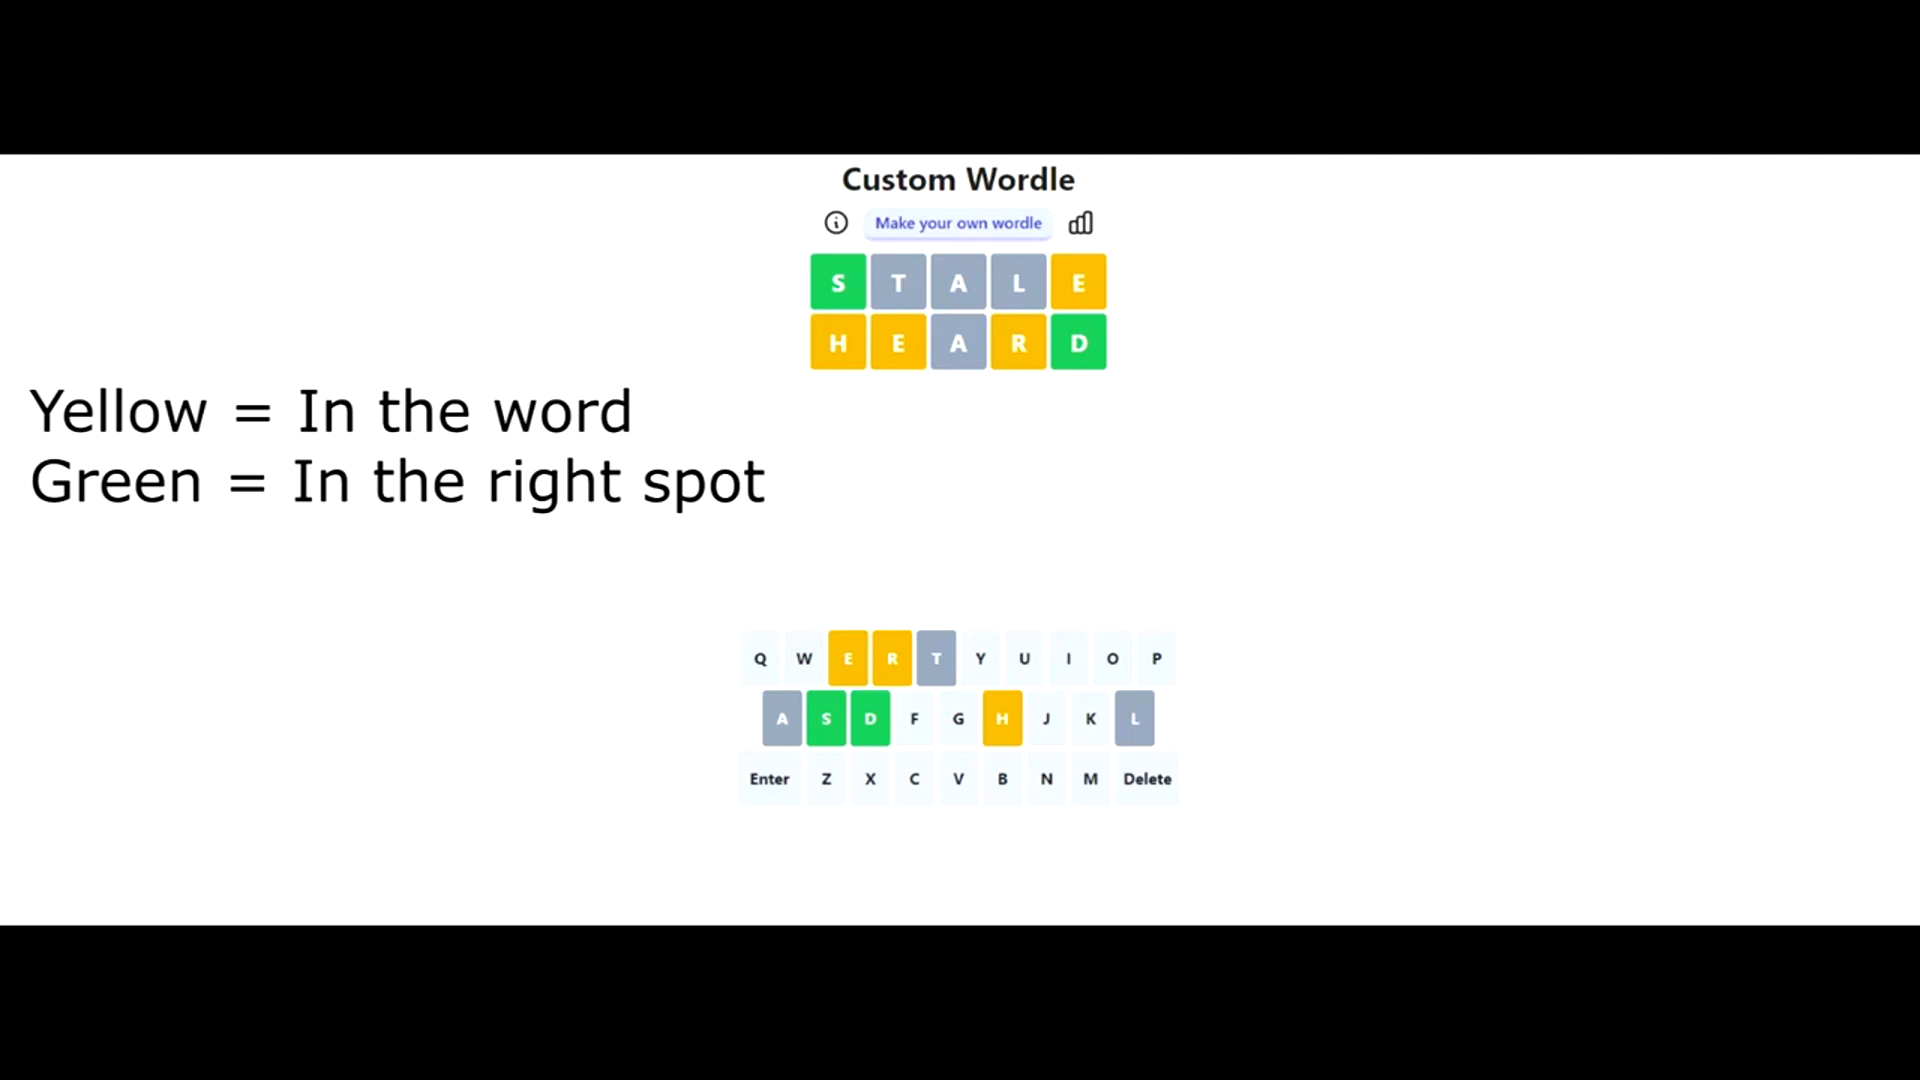 Custom Wordle
Make your own wordle
S T A L E
H E A R D
Yellow = In the word
Green = In the right spot
Q W E R T Y U I O P
A S D F G H J K L
Enter Z X C V B N M Delete